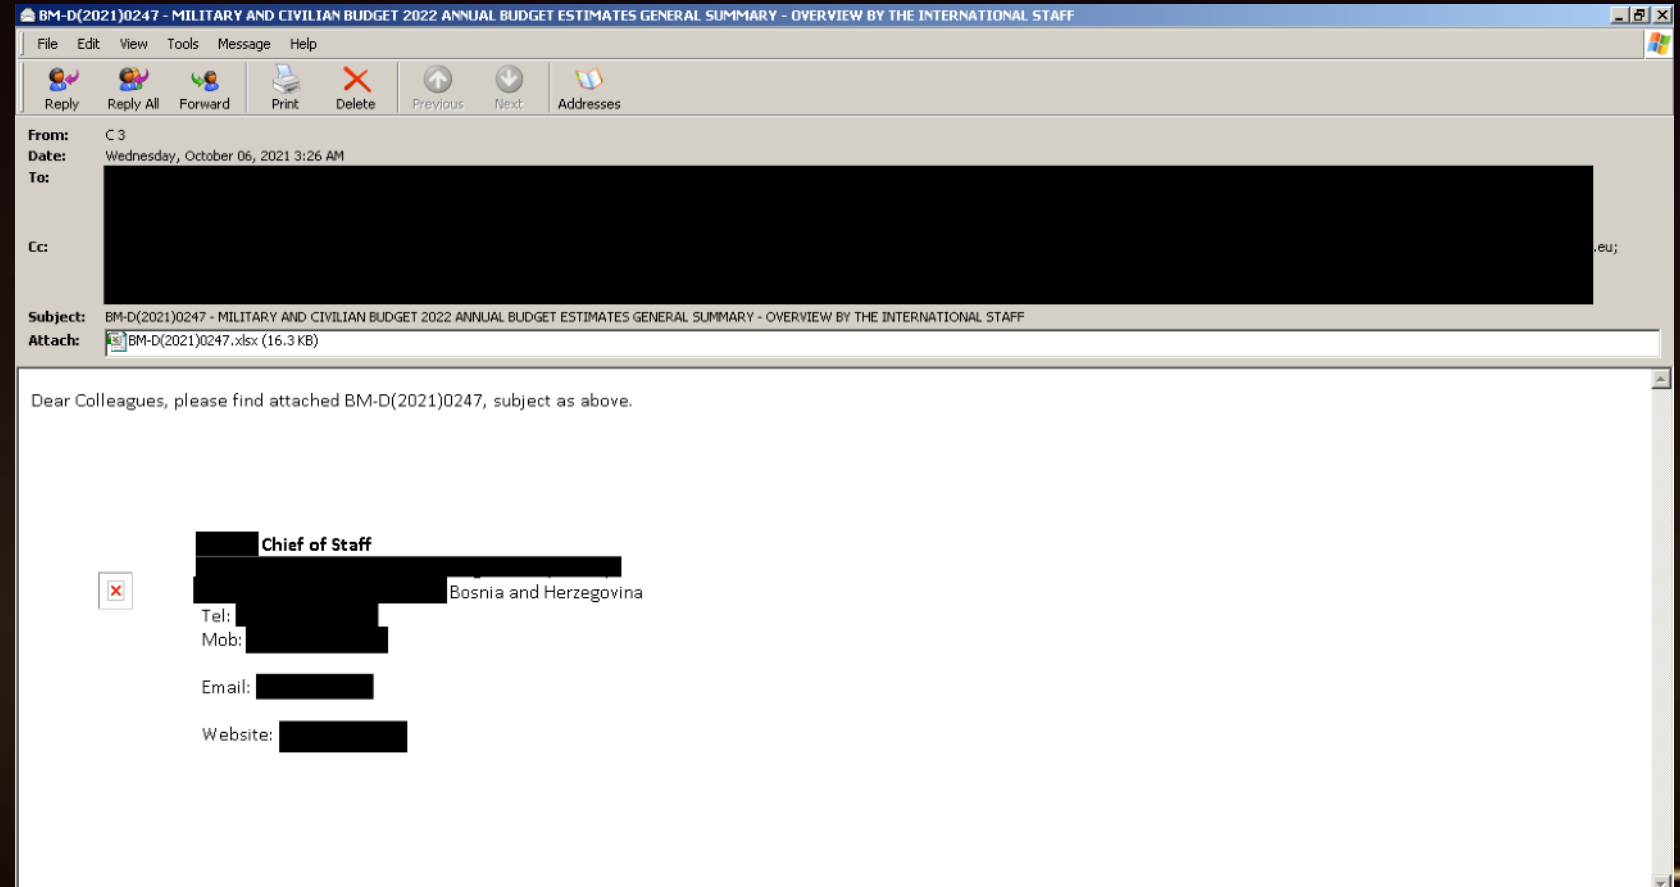 BM-D(2021)0247 - MILITARY AND CIVILIAN BUDGET 2022 ANNUAL BUDGET ESTIMATES GENERAL SUMMARY - OVERVIEW BY THE INTERNATIONAL STAFF
File Edit View Tools Message Help
Reply Reply All Forward Print Delete Previous Next Addresses
From: C 3
Date: Wednesday, October 06, 2021 3:26 AM
To:
Cc: .eu;
Subject: BM-D(2021)0247 - MILITARY AND CIVILIAN BUDGET 2022 ANNUAL BUDGET ESTIMATES GENERAL SUMMARY - OVERVIEW BY THE INTERNATIONAL STAFF
Attach: BM-D(2021)0247.xlsx (16.3 KB)
Dear Colleagues, please find attached BM-D(2021)0247, subject as above.
Chief of Staff
Bosnia and Herzegovina
Tel:
Mob:
Email:
Website: